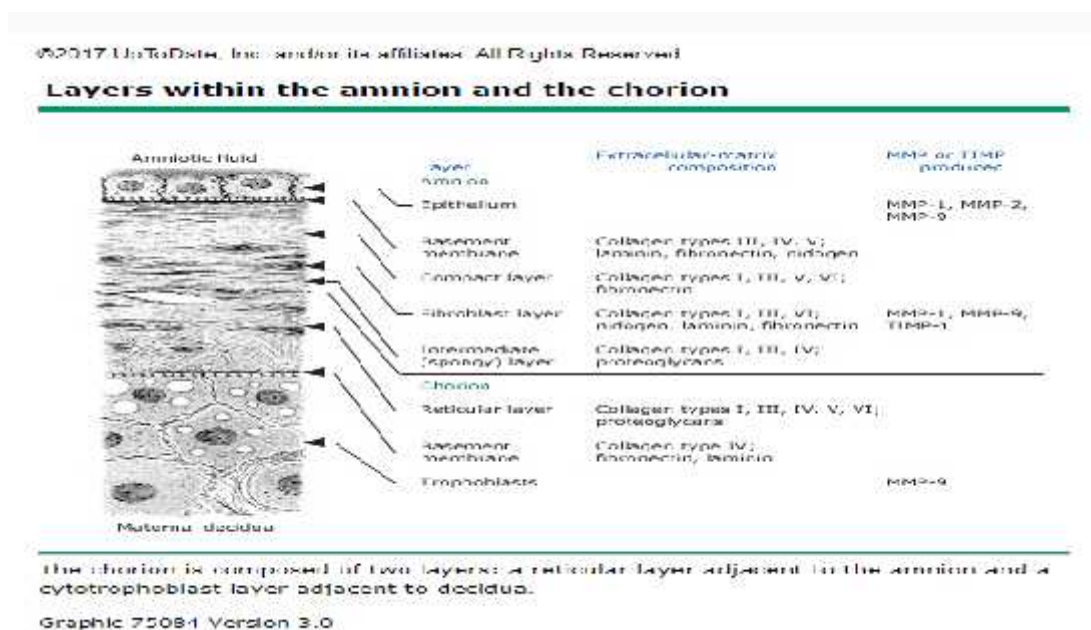 ©2017 UpToDate, Inc. and/or its affiliates. All Rights Reserved.
Layers within the amnion and the chorion
Amniotic fluid
Layer
Extracellular-matrix composition
MMP or TIMP produced
Amnion
Epithelium
MMP-1, MMP-2, MMP-9
Basement membrane
Collagen types III, IV, V; laminin, fibronectin, nidogen
Compact layer
Collagen types I, III, V, VI; fibronectin
Fibroblast layer
Collagen types I, III, VI; nidogen, laminin, fibronectin
MMP-1, MMP-9, TIMP-1
Intermediate (spongy) layer
Collagen types I, III, IV; proteoglycans
Chorion
Reticular layer
Collagen types I, III, IV, V, VI; proteoglycans
Basement membrane
Collagen type IV; fibronectin, laminin
Trophoblasts
MMP-9
Maternal decidua
The chorion is composed of two layers: a reticular layer adjacent to the amnion and a
cytotrophoblast layer adjacent to decidua.
Graphic 75084 Version 3.0